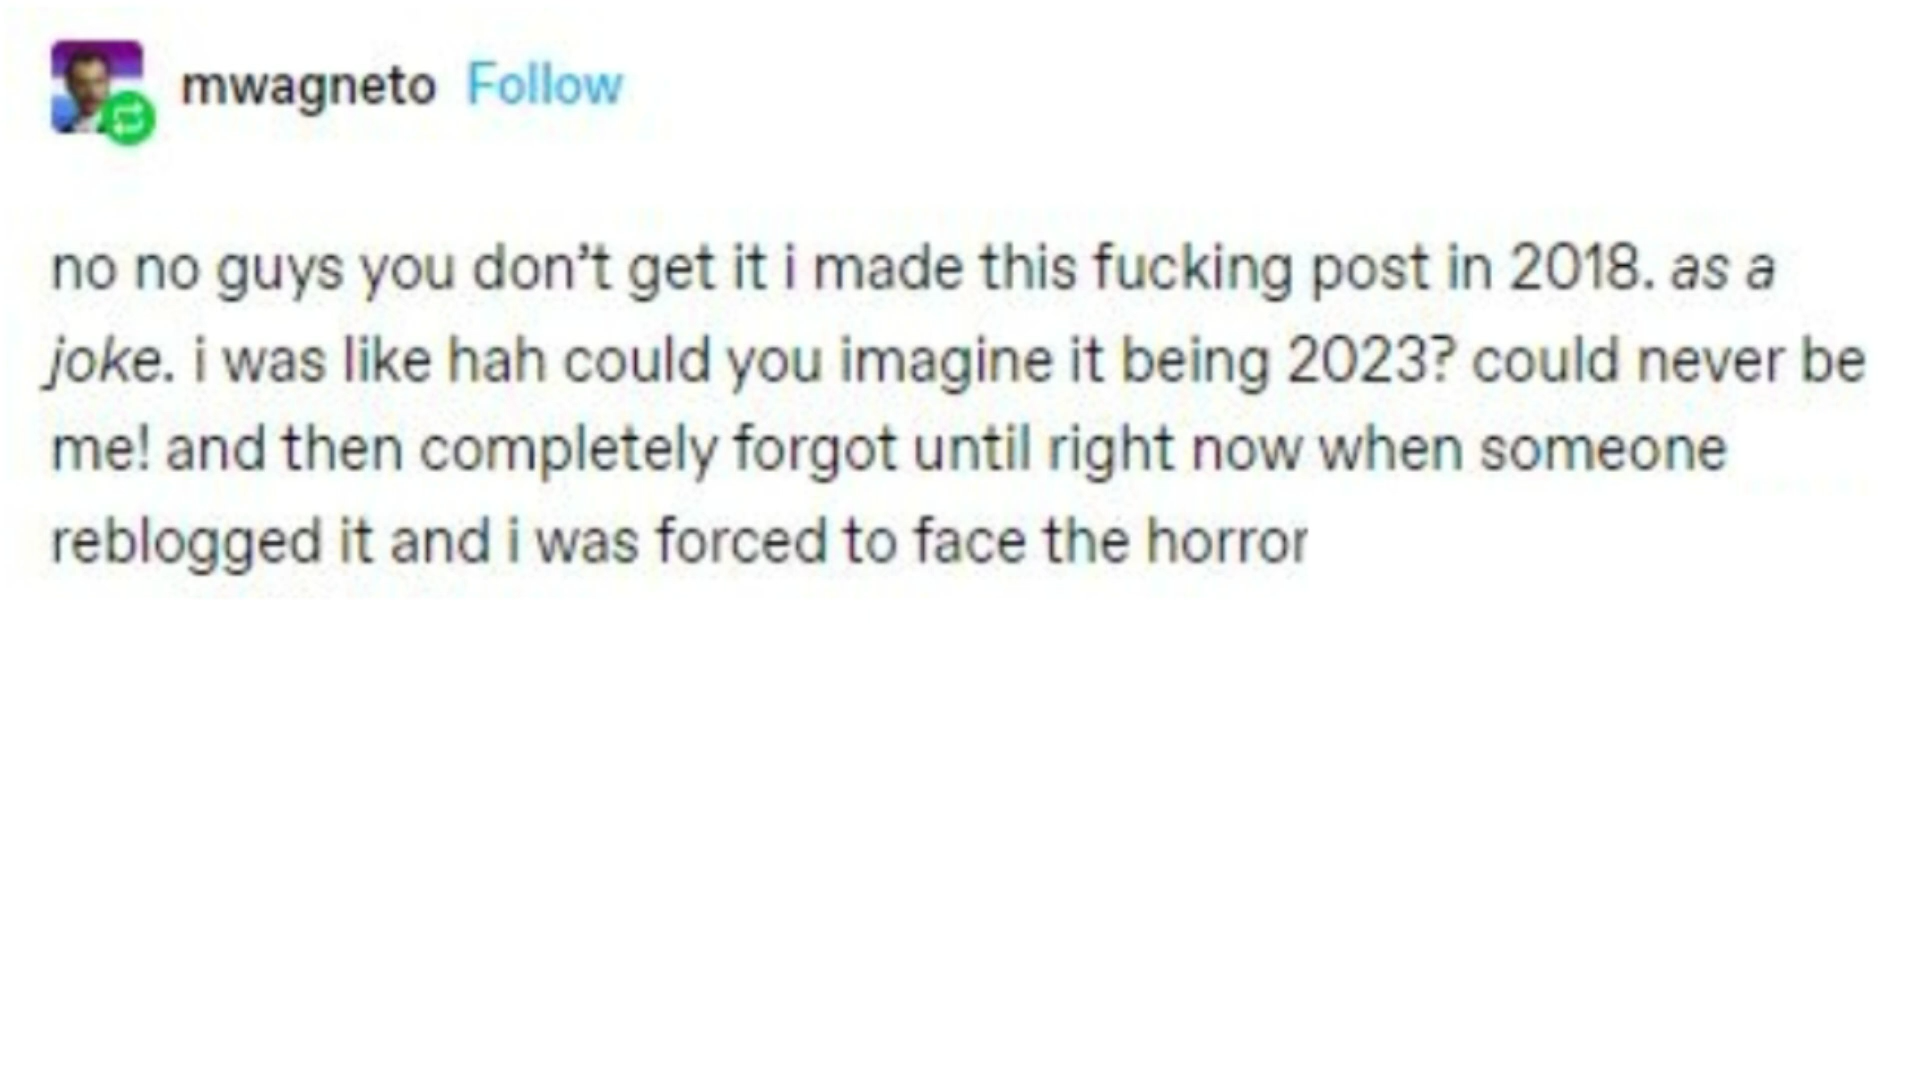 mwagneto Follow
no no guys you don't get it i made this fucking post in 2018. as a
joke. i was like hah could you imagine it being 2023? could never be
me! and then completely forgot until right now when someone
reblogged it and i was forced to face the horror